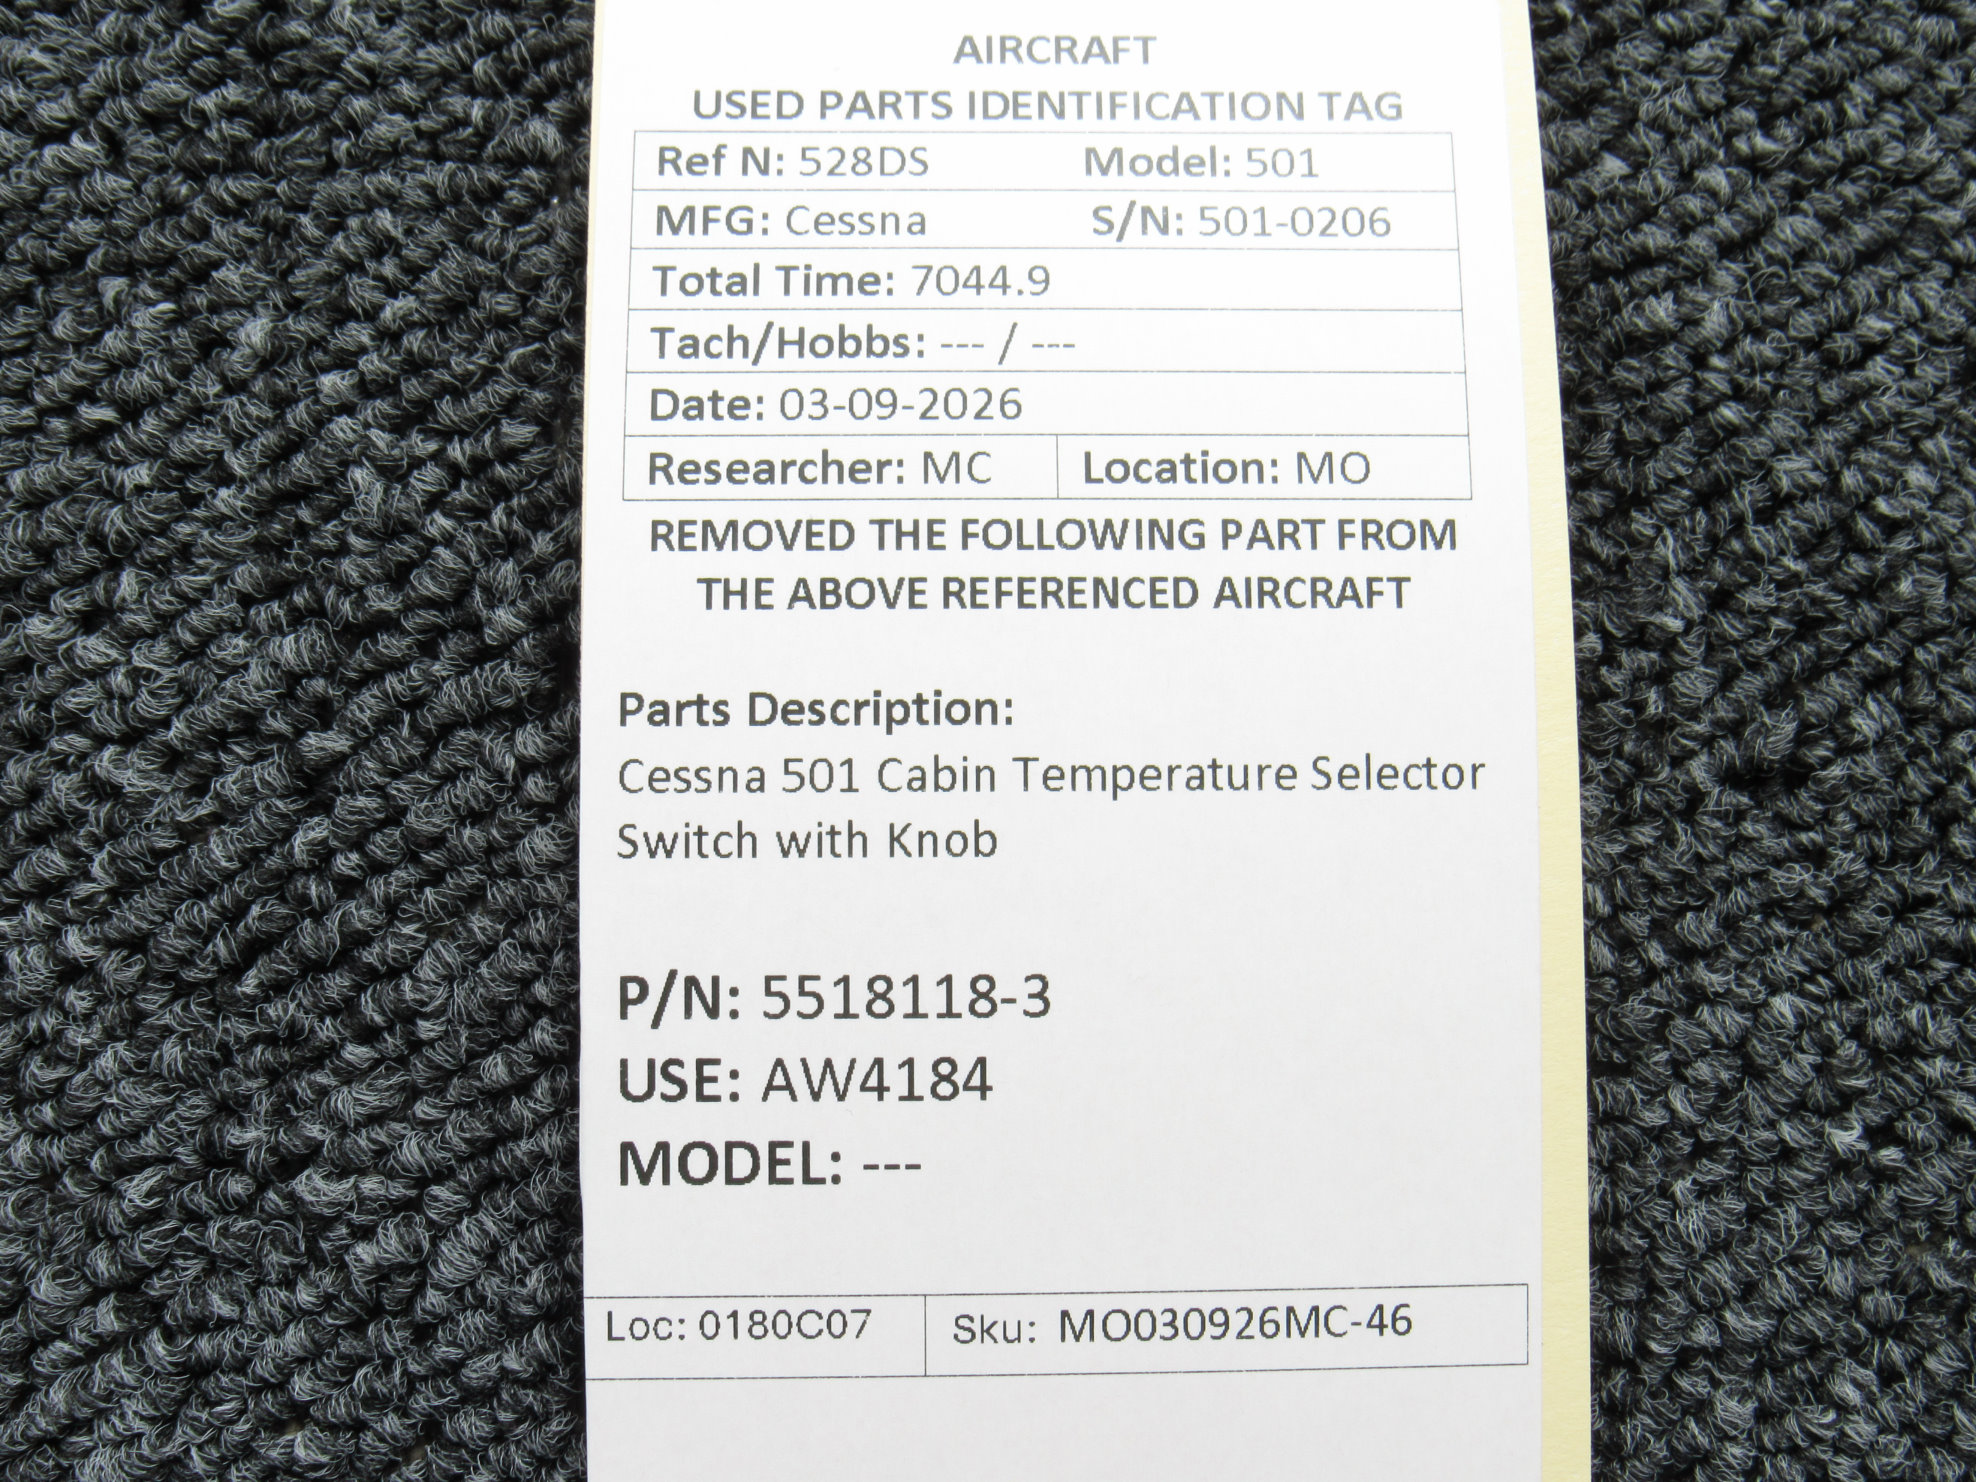 AIRCRAFT
USED PARTS IDENTIFICATION TAG
Ref N: 528DS Model: 501
MFG: Cessna S/N: 501-0206
Total Time: 7044.9
Tach/Hobbs: --- / ---
Date: 03-09-2026
Researcher: MC Location: MO
REMOVED THE FOLLOWING PART FROM
THE ABOVE REFERENCED AIRCRAFT
Parts Description:
Cessna 501 Cabin Temperature Selector
Switch with Knob
P/N: 5518118-3
USE: AW4184
MODEL: ---
Loc: 0180C07 Sku: MO030926MC-46